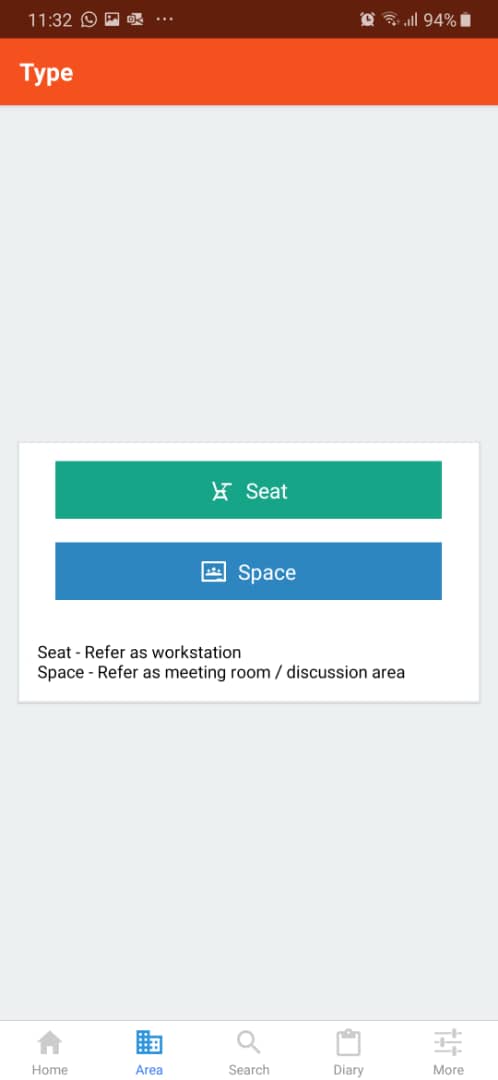 11:32 94%
Type
Seat
Space
Seat - Refer as workstation
Space - Refer as meeting room / discussion area
Home Area Search Diary More